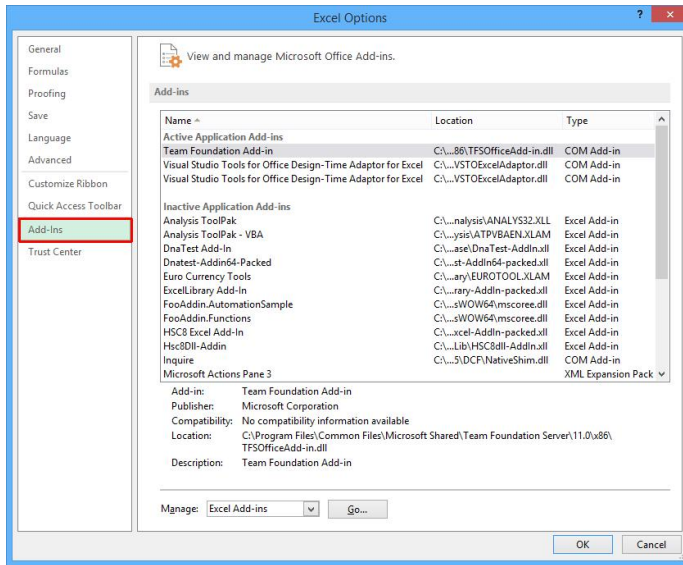 Excel Options
?
×
General
Formulas
Proofing
Save
Language
Advanced
Customize Ribbon
Quick Access Toolbar
Add-Ins
Trust Center
View and manage Microsoft Office Add-ins.
Add-ins
Name Location Type
Active Application Add-ins
Team Foundation Add-in C:\...86\TFSOfficeAdd-in.dll COM Add-in
Visual Studio Tools for Office Design-Time Adaptor for Excel C:\...VSTOExcelAdaptor.dll COM Add-in
Visual Studio Tools for Office Design-Time Adaptor for Excel C:\...VSTOExcelAdaptor.dll COM Add-in
Inactive Application Add-ins
Analysis ToolPak C:\...nalysis\ANALYS32.XLL Excel Add-in
Analysis ToolPak - VBA C:\...ysis\ATPVBAEN.XLAM Excel Add-in
DnaTest Add-In C:\...ase\DnaTest-AddIn.xll Excel Add-in
Dnatest-Addin64-Packed C:\...st-AddIn64-packed.xll Excel Add-in
Euro Currency Tools C:\...ary\EUROTOOL.XLAM Excel Add-in
ExcelLibrary Add-In C:\...rary-AddIn-packed.xll Excel Add-in
FooAddin.AutomationSample C:\...sWOW64\mscoree.dll Excel Add-in
FooAddin.Functions C:\...sWOW64\mscoree.dll Excel Add-in
HSC8 Excel Add-In C:\...xcel-AddIn-packed.xll Excel Add-in
Hsc8Dll-Addin C:\...Lib\HSC8dll-AddIn.xll Excel Add-in
Inquire C:\...5\DCF\NativeShim.dll COM Add-in
Microsoft Actions Pane 3 XML Expansion Pack
Add-in: Team Foundation Add-in
Publisher: Microsoft Corporation
Compatibility: No compatibility information available
Location: C:\Program Files\Common Files\Microsoft Shared\Team Foundation Server\11.0\x86\
TFSOfficeAdd-in.dll
Description: Team Foundation Add-in
Manage: Excel Add-ins Go...
OK Cancel